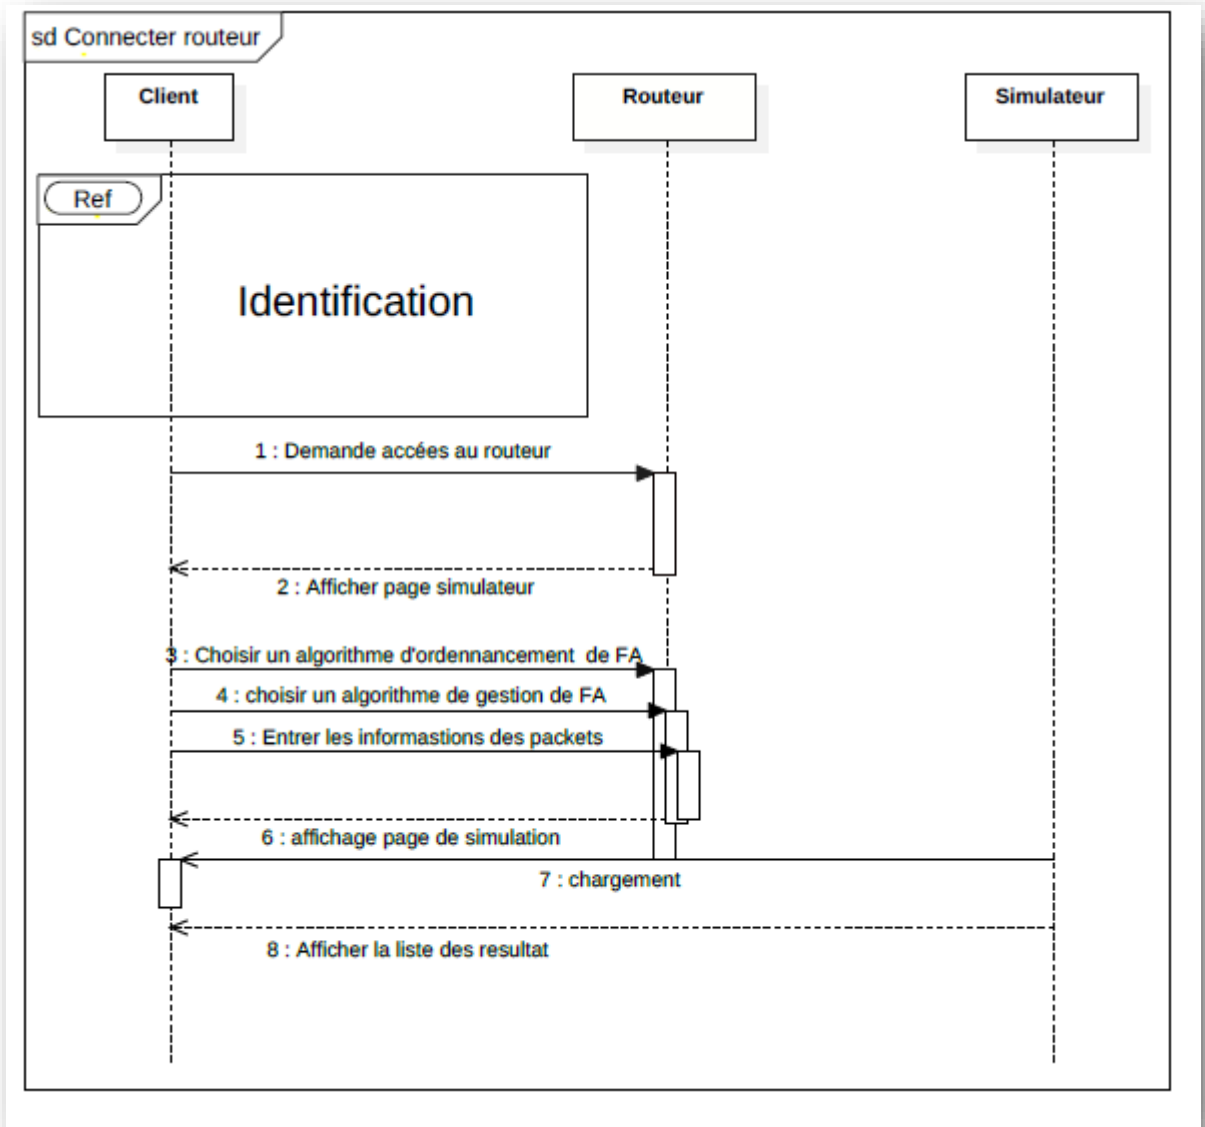 sd Connecter routeur
Client
Routeur
Simulateur
Ref
Identification
1 : Demande accées au routeur
2 : Afficher page simulateur
3 : Choisir un algorithme d'ordennancement de FA
4 : choisir un algorithme de gestion de FA
5 : Entrer les informastions des packets
6 : affichage page de simulation
7 : chargement
8 : Afficher la liste des resultat